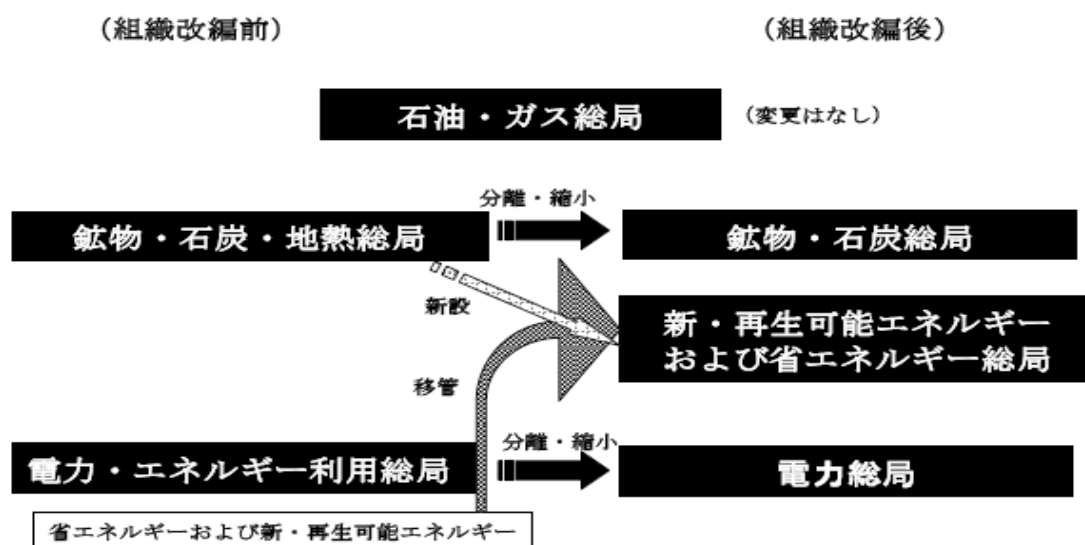 (組織改編前)
(組織改編後)
石油・ガス総局
(変更はなし)
分離・縮小
鉱物・石炭・地熱総局
鉱物・石炭総局
新設
新・再生可能エネルギー
および省エネルギー総局
移管
分離・縮小
電力・エネルギー利用総局
電力総局
省エネルギーおよび新・再生可能エネルギー